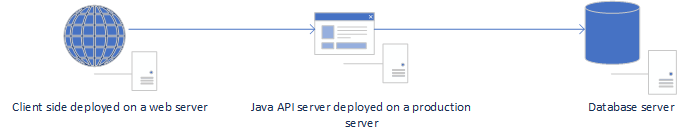 Client side deployed on a web server
Java API server deployed on a production
server
Database server